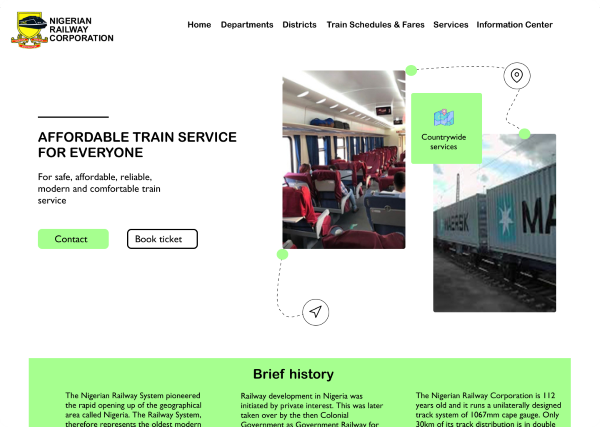 NIGERIAN
RAILWAY
CORPORATION
Home Departments Districts Train Schedules & Fares Services Information Center
AFFORDABLE TRAIN SERVICE
FOR EVERYONE
For safe, affordable, reliable,
modern and comfortable train
service
Contact Book ticket
Countrywide
services
MAERSK
MA
Brief history
The Nigerian Railway System pioneered
the rapid opening up of the geographical
area called Nigeria. The Railway System,
therefore represents the oldest modern
Railway development in Nigeria was
initiated by private interest. This was later
taken over by the then Colonial
Government as Government Railway for
The Nigerian Railway Corporation is 112
years old and it runs a unilaterally designed
track system of 1067mm cape gauge. Only
30km of its track distribution is in double